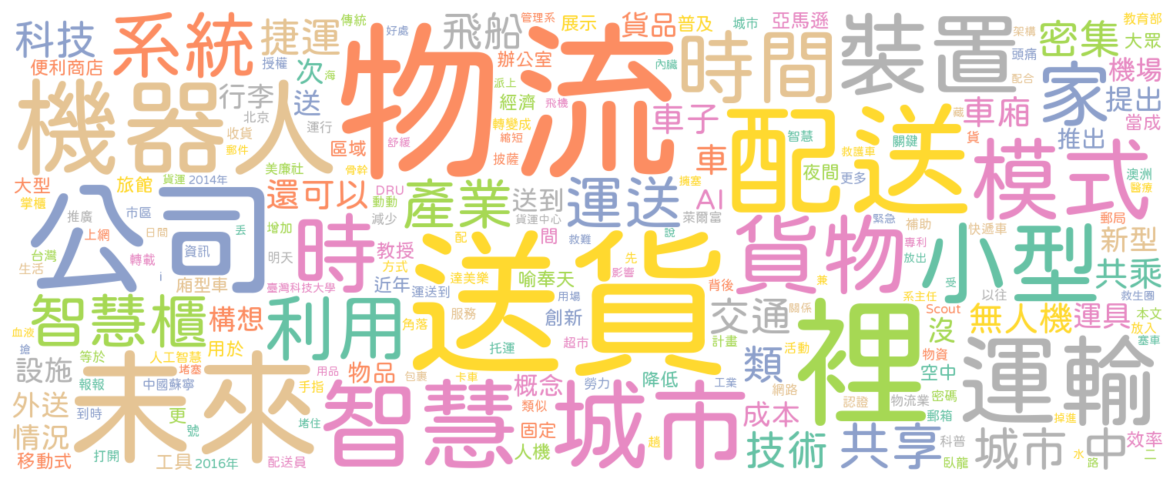 科技
系統
捷運
傳統
好處
管理系
飛船
展示
貨品
普及
城市
亞馬遜
裝置
架構
密集
教育部
大眾
便利商店
授權
次
辦公室
內臟
物流
時間
頭痛
配合
家
機場
提出
當成
機器人
行李
送
北京
派上
經濟
飛機
轉變成
車子
藏
車廂
推出
收貨
運行
郵件
舒緩
縮短
區域
披薩
車
配送
智慧
關鍵
貨
模式
美廉社
骨幹
救護車
夜間
更多
澳洲
醫療
大型
掌櫃
旅館
貨運
2014年
還可以
DRU
動動
產業
送到
運送
擁塞
AI
萊爾富
緊急
補助
郵局
快遞車
新型
公司
推廣
市區
日間
丟
增加
時
減少
貨運中心
間
貨物
小型
專利
放出
共乘
上網
資訊
台灣
轉載
明天
教授
配
救難
說
喻奉天
先
影響
生活
i
廂型車
臺灣科技大學
方式
近年
運送到
達美樂
送貨
用場
背後
兼
受
系主任
以往
救生圈
智慧櫃
構想
利用
角落
服務
創新
交通
關係
裡
Scout
無人機
運具
本文
放入
塞車
血液
搶
等於
用於
人工智慧
堵塞
托運
超市
計畫
沒
設施
未來
用品
物品
包裹
卡車
概念
勞力
降低
工業
類
活動
網路
空中
物資
運輸
報報
中國蘇寧
手指
外送
到時
更
號
堵住
智慧
類似
城市
成本
認證
密碼
物流業
郵箱
掉進
情況
固定
趙
技術
共享
科普
城市
中
效率
移動式
打開
工具
2016年
配送員
人機
臥龍
水
路
二